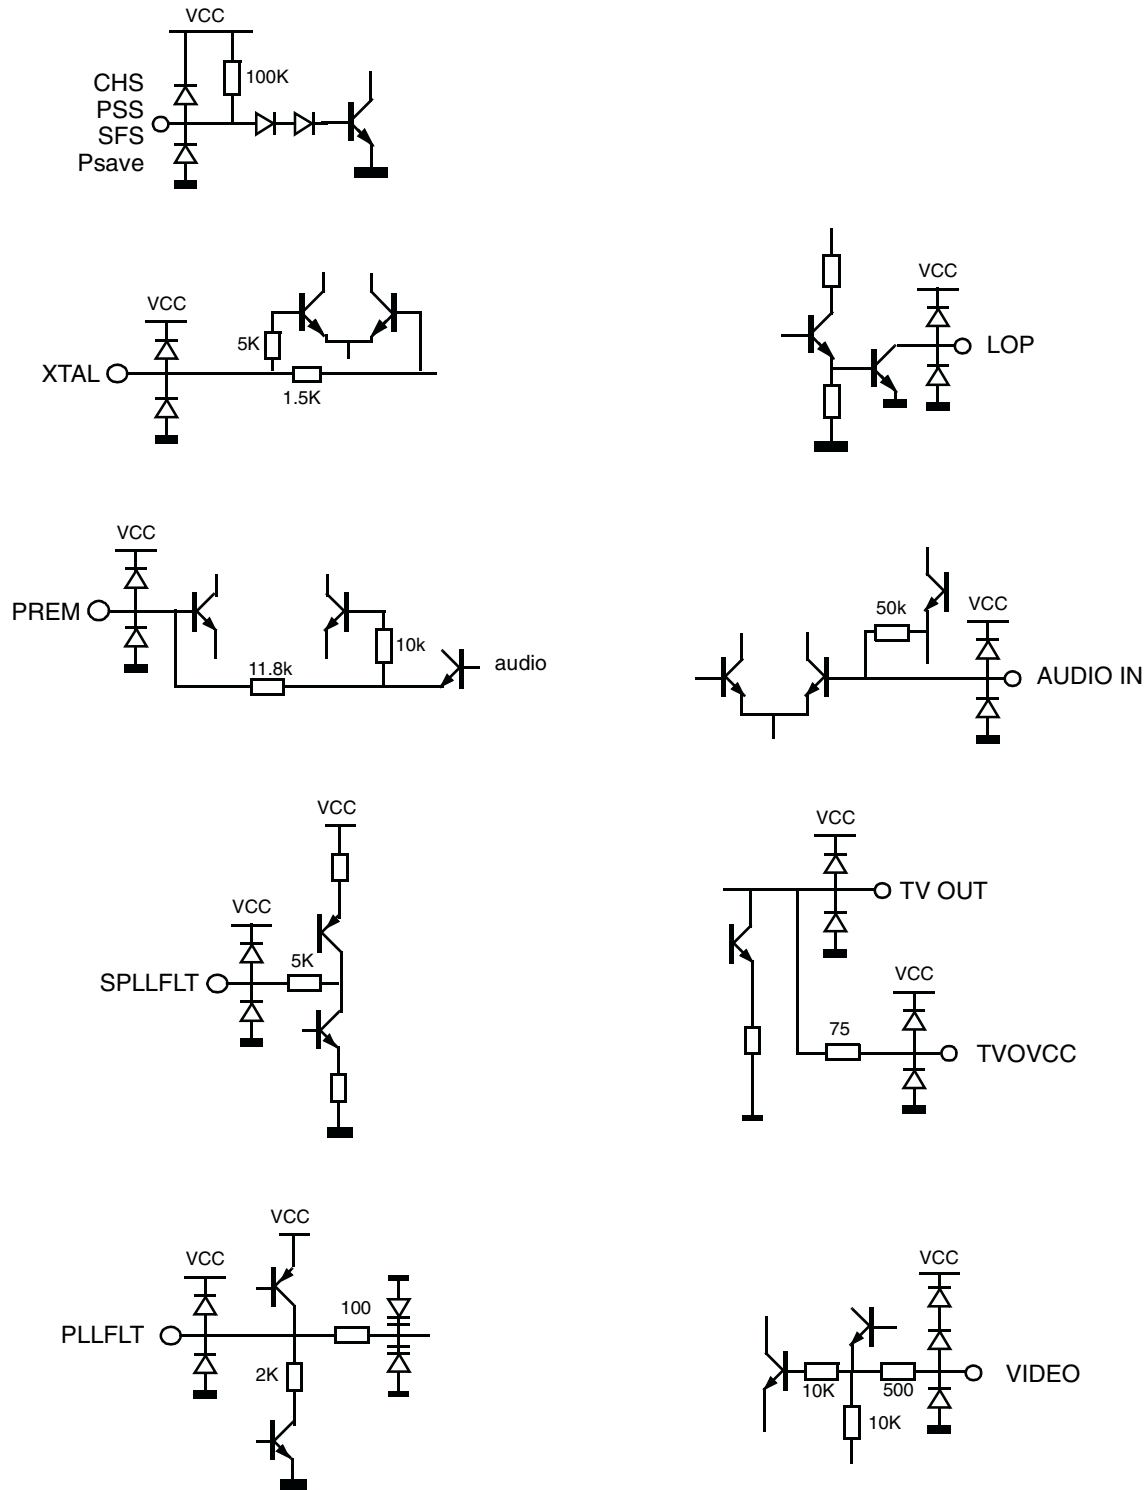 VCC
100K
CHS
PSS
SFS
Psave
VCC
5K
XTAL
1.5K
VCC
LOP
VCC
PREM
10k
11.8k
audio
50k
VCC
AUDIO IN
VCC
VCC
5K
SPLLFLT
VCC
TV OUT
VCC
75
TVOVCC
VCC
VCC
100
PLLFLT
2K
VCC
10K
500
VIDEO
10K